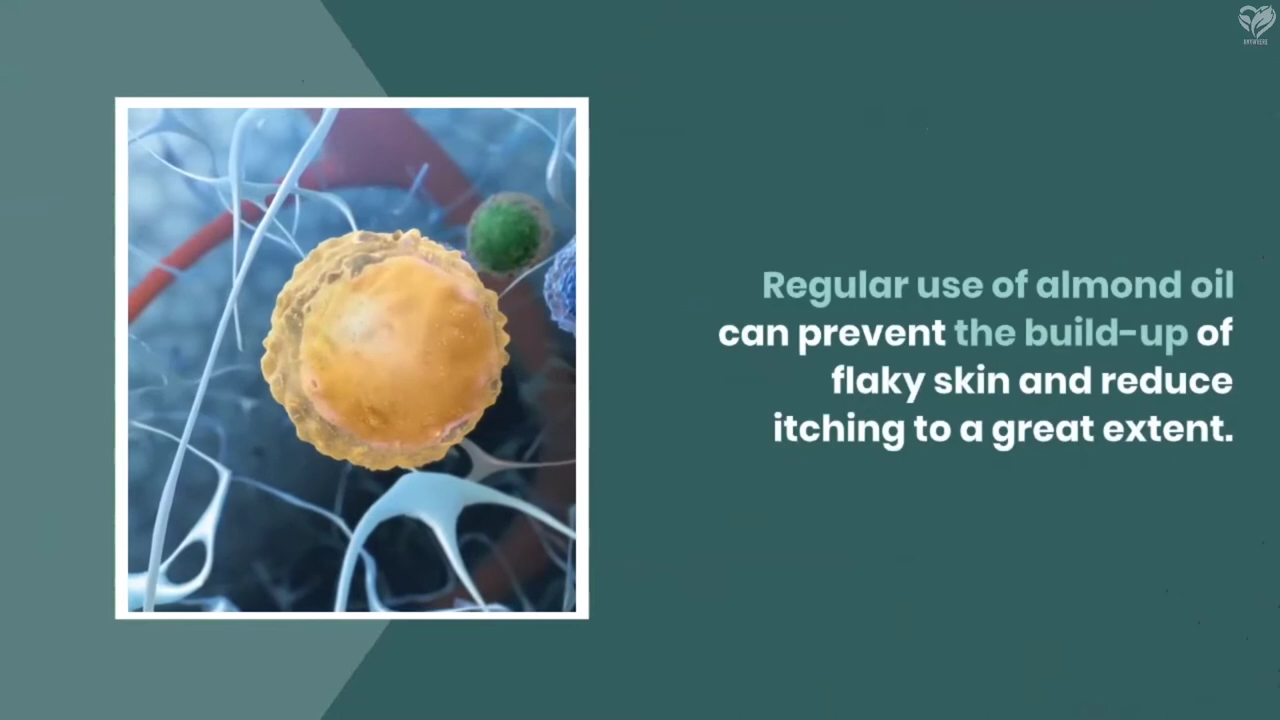 Regular use of almond oil
can prevent the build-up of
flaky skin and reduce
itching to a great extent.